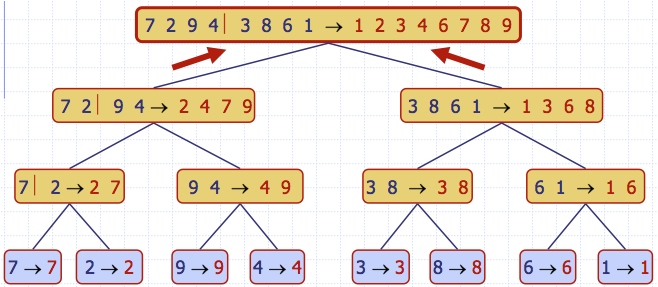 7 2 9 4| 3 8 6 1 → 1 2 3 4 6 7 8 9
7 2| 9 4 → 2 4 7 9
3 8 6 1 → 1 3 6 8
7| 2 → 2 7
9 4 → 4 9
3 8 → 3 8
6 1 → 1 6
7 → 7
2 → 2
9 → 9
4 → 4
3 → 3
8 → 8
6 → 6
1 → 1